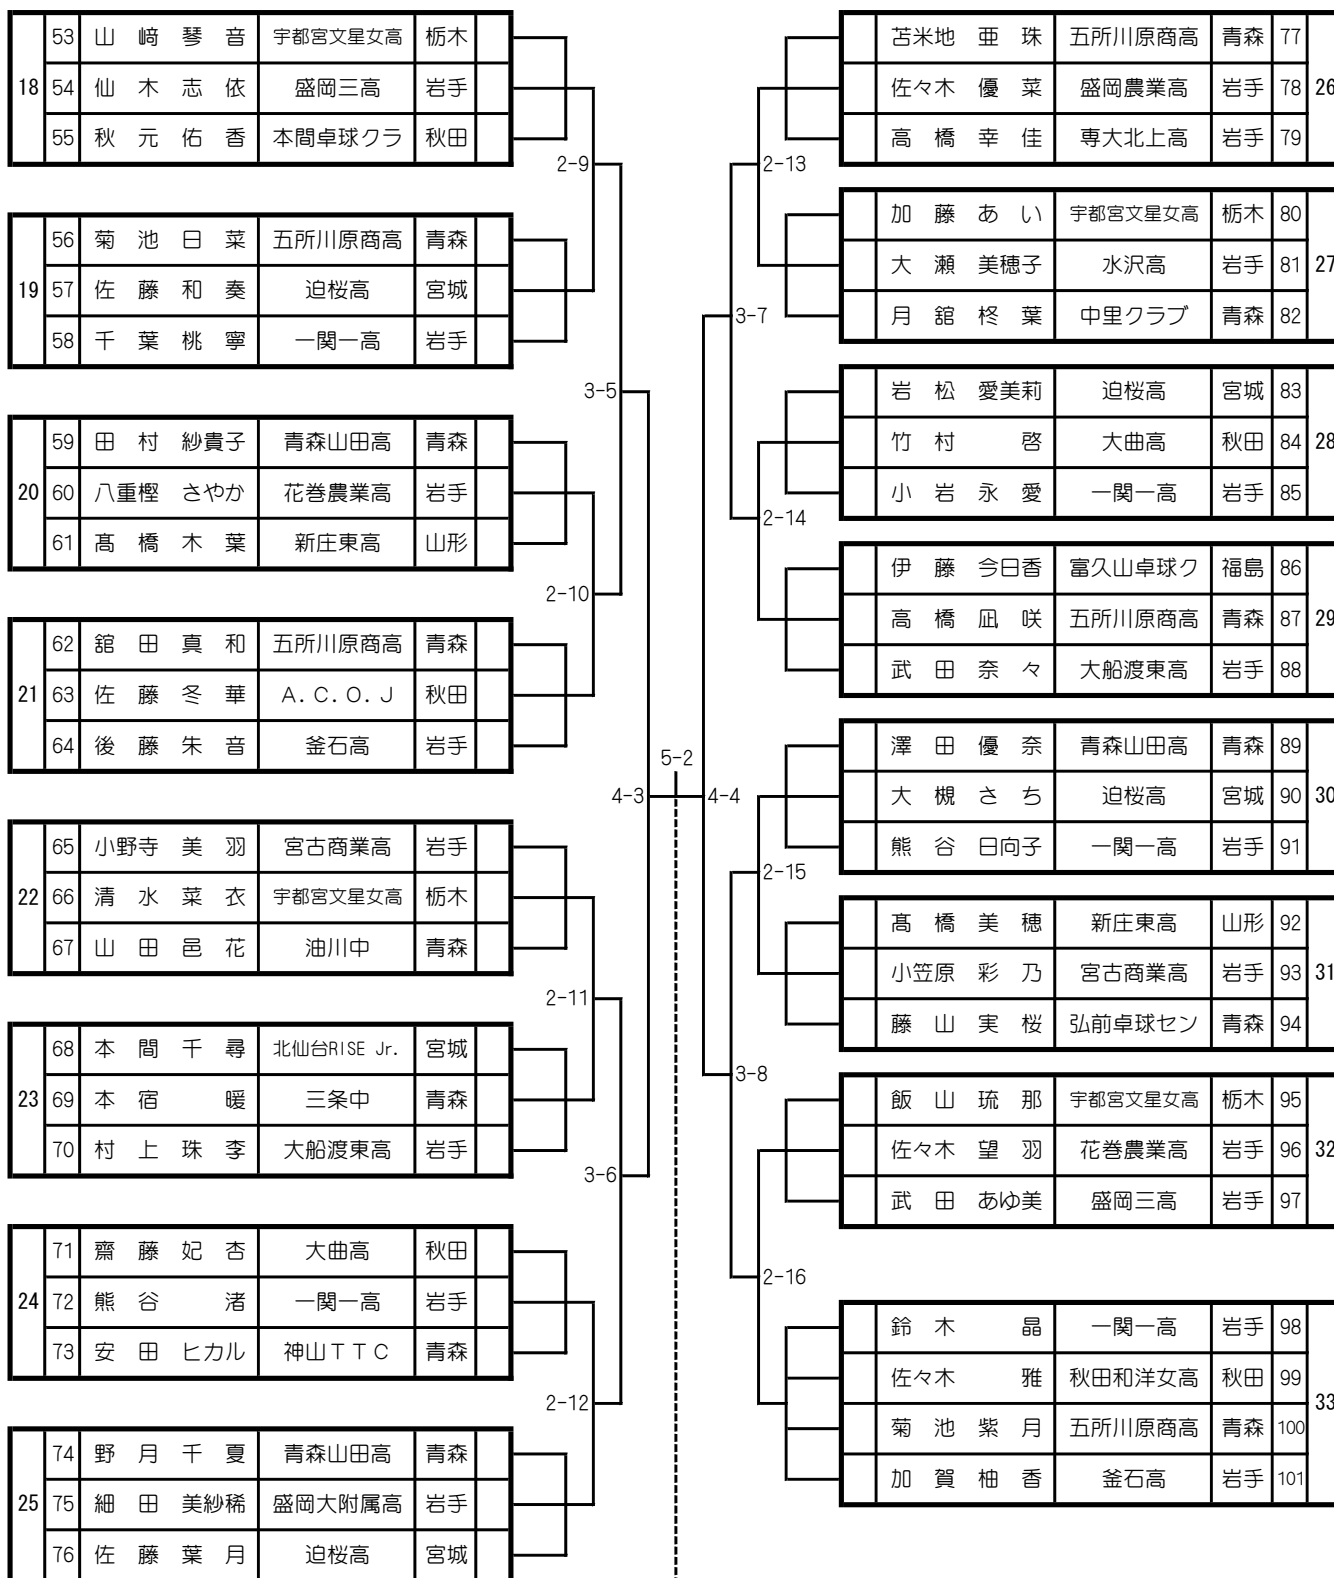 53 山 﨑 琴 音 宇都宮文星女高 栃木
18 54 仙 木 志 依 盛岡三高 岩手
55 秋 元 佑 香 本間卓球クラ 秋田
2-9
56 菊 池 日 菜 五所川原商高 青森
19 57 佐 藤 和 奏 迫桜高 宮城
58 千 葉 桃 寧 一関一高 岩手
3-5
59 田 村 紗貴子 青森山田高 青森
20 60 八重樫 さやか 花巻農業高 岩手
61 髙 橋 木 葉 新庄東高 山形
2-10
62 舘 田 真 和 五所川原商高 青森
21 63 佐 藤 冬 華 A.C.O.J 秋田
64 後 藤 朱 音 釜石高 岩手
5-2
4-3
65 小野寺 美 羽 宮古商業高 岩手
22 66 清 水 菜 衣 宇都宮文星女高 栃木
67 山 田 邑 花 油川中 青森
2-11
68 本 間 千 尋 北仙台RISE Jr. 宮城
23 69 本 宿 暖 三条中 青森
70 村 上 珠 李 大船渡東高 岩手
3-6
71 齋 藤 妃 杏 大曲高 秋田
24 72 熊 谷 渚 一関一高 岩手
73 安 田 ヒカル 神山TTC 青森
2-12
74 野 月 千 夏 青森山田高 青森
25 75 細 田 美紗稀 盛岡大附属高 岩手
76 佐 藤 葉 月 迫桜高 宮城
苫米地 亜 珠 五所川原商高 青森 77
佐々木 優 菜 盛岡農業高 岩手 78 26
高 橋 幸 佳 専大北上高 岩手 79
2-13
加 藤 あ い 宇都宮文星女高 栃木 80
大 瀬 美穂子 水沢高 岩手 81 27
月 舘 柊 葉 中里クラブ 青森 82
3-7
岩 松 愛美莉 迫桜高 宮城 83
竹 村 啓 大曲高 秋田 84 28
小 岩 永 愛 一関一高 岩手 85
2-14
伊 藤 今日香 富久山卓球ク 福島 86
高 橋 凪 咲 五所川原商高 青森 87 29
武 田 奈 々 大船渡東高 岩手 88
4-4
澤 田 優 奈 青森山田高 青森 89
大 槻 さ ち 迫桜高 宮城 90 30
熊 谷 日向子 一関一高 岩手 91
2-15
髙 橋 美 穂 新庄東高 山形 92
小笠原 彩 乃 宮古商業高 岩手 93 31
藤 山 実 桜 弘前卓球セン 青森 94
3-8
飯 山 琉 那 宇都宮文星女高 栃木 95
佐々木 望 羽 花巻農業高 岩手 96 32
武 田 あゆ美 盛岡三高 岩手 97
2-16
鈴 木 晶 一関一高 岩手 98
佐々木 雅 秋田和洋女高 秋田 99
33
菊 池 紫 月 五所川原商高 青森 100
加 賀 柚 香 釜石高 岩手 101